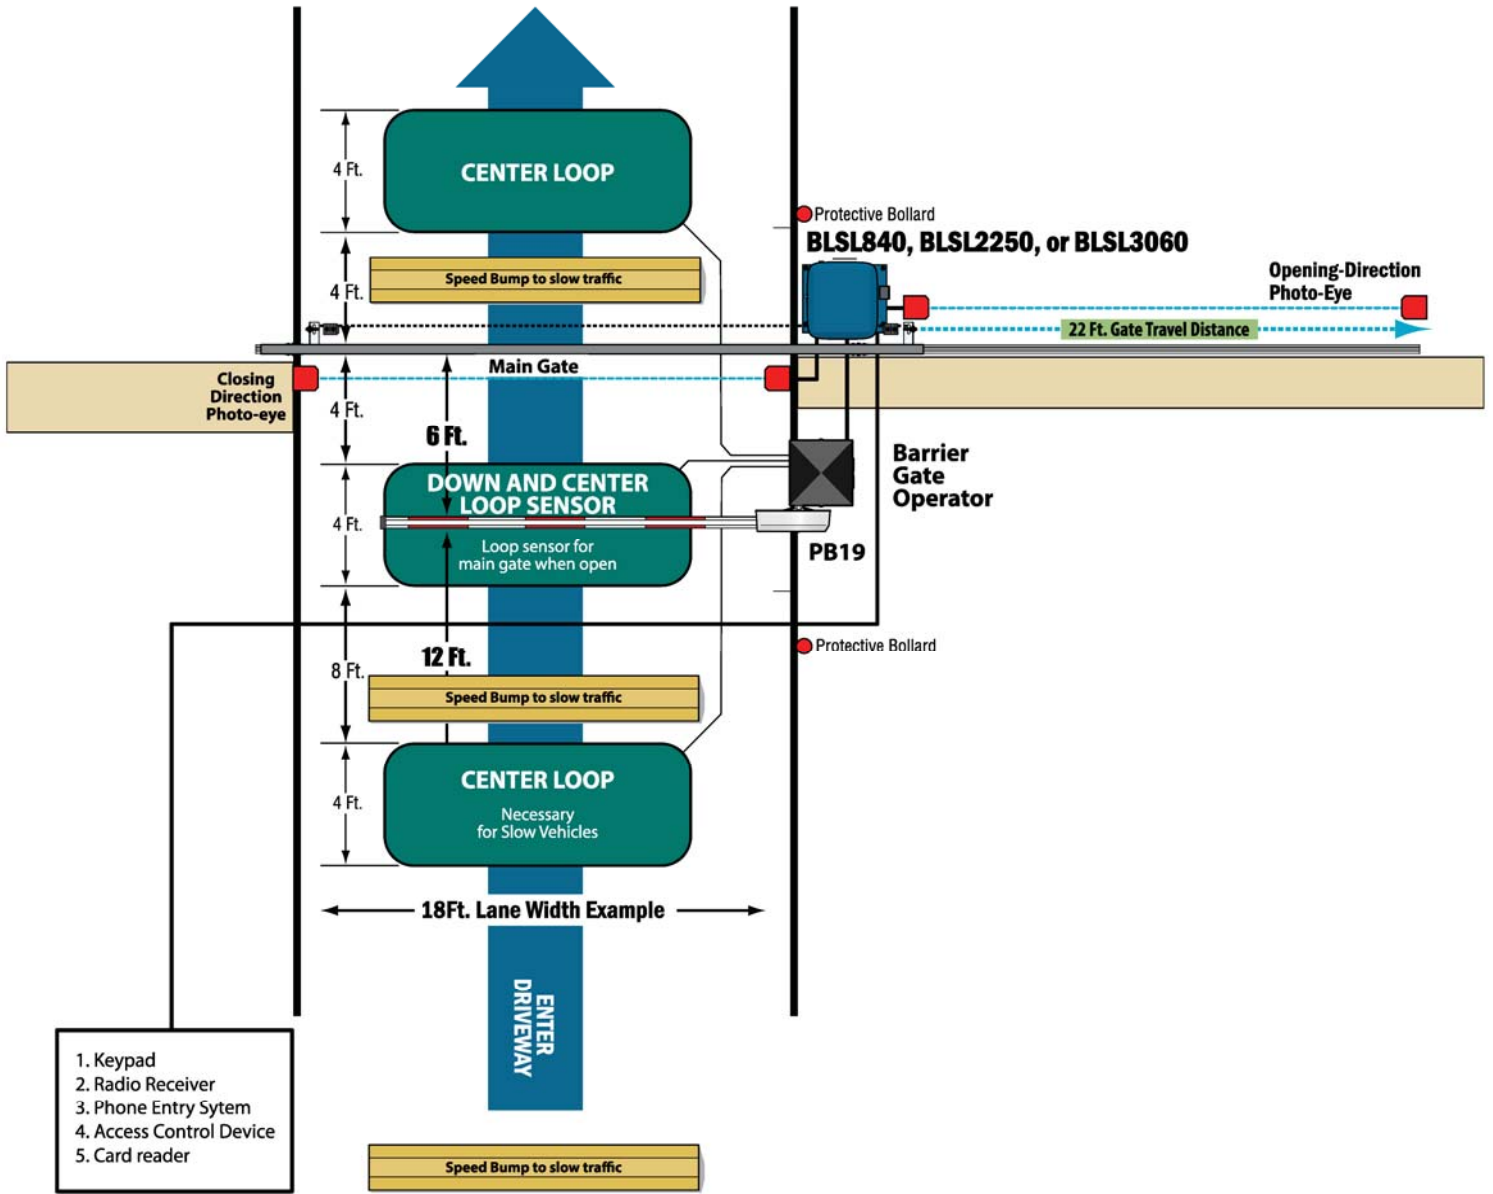 4 Ft.
CENTER LOOP
Protective Bollard
BLSL840, BLSL2250, or BLSL3060
Speed Bump to slow traffic
4 Ft.
Opening-Direction
Photo-Eye
22 Ft. Gate Travel Distance
Main Gate
Closing
Direction
Photo-eye
4 Ft.
6 Ft.
Barrier
Gate
Operator
DOWN AND CENTER
LOOP SENSOR
4 Ft.
Loop sensor for
main gate when open
PB19
Protective Bollard
12 Ft.
8 Ft.
Speed Bump to slow traffic
CENTER LOOP
4 Ft.
Necessary
for Slow Vehicles
18Ft. Lane Width Example
ENTER
DRIVEWAY
1. Keypad
2. Radio Receiver
3. Phone Entry Sytem
4. Access Control Device
5. Card reader
Speed Bump to slow traffic